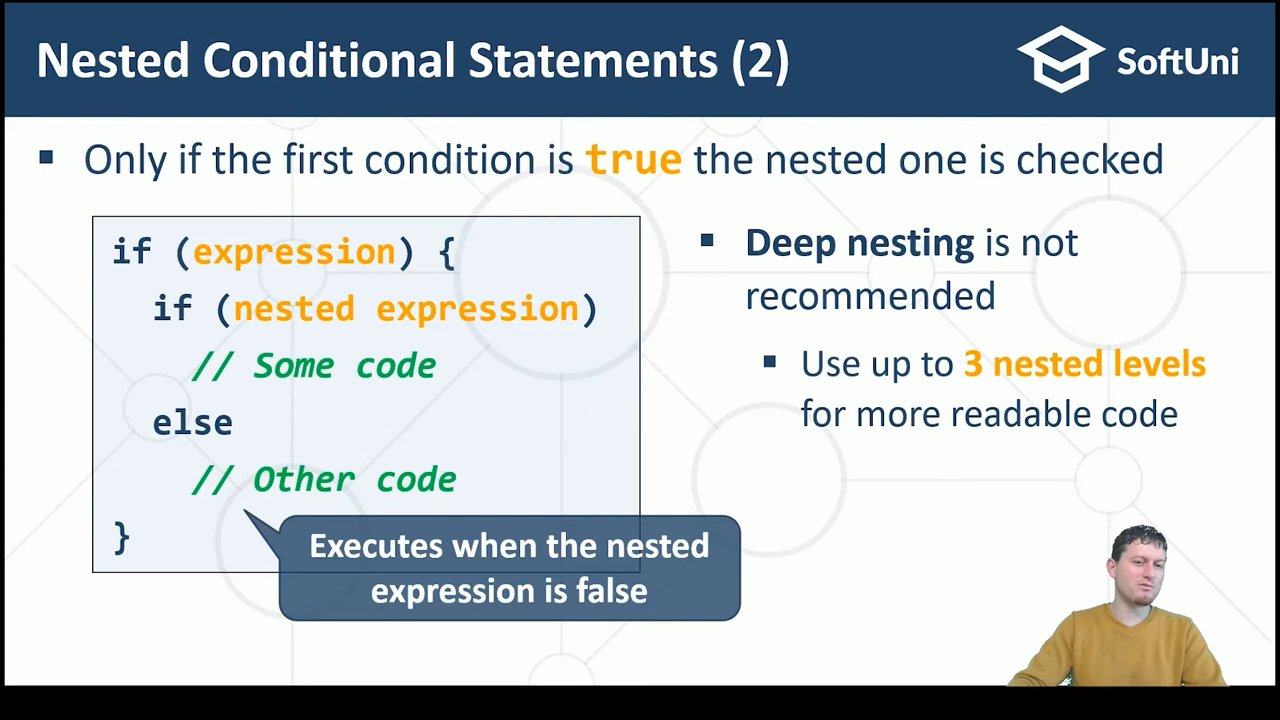 Nested Conditional Statements (2)
SoftUni
Only if the first condition is true the nested one is checked
if (expression) {
if (nested expression)
// Some code
else
// Other code
}
Executes when the nested
expression is false
Deep nesting is not
recommended
Use up to 3 nested levels
for more readable code